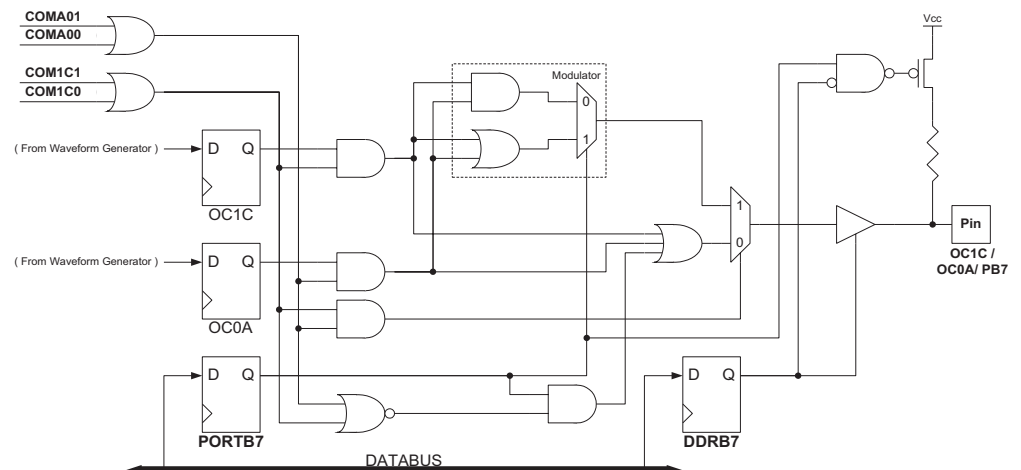 COMA01
COMA00
COM1C1
COM1C0
Vcc
Modulator
0
1
( From Waveform Generator )
D Q
OC1C
1
0
Pin
OC1C /
OC0A/ PB7
( From Waveform Generator )
D Q
OC0A
D Q
PORTB7
D Q
DDRB7
DATABUS